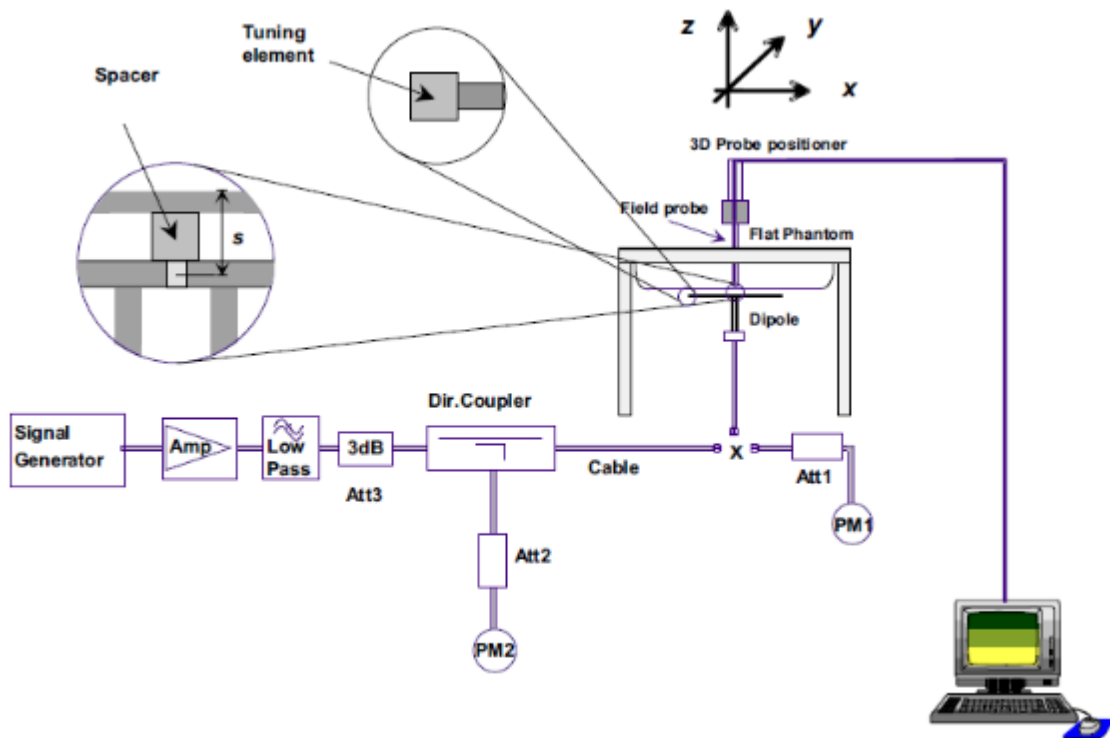 Tuning
element
Spacer
s
z
y
x
3D Probe positioner
Field probe
Flat Phantom
Dipole
Dir.Coupler
Signal
Generator
Amp
Low
Pass
3dB
Att3
Cable
X
Att1
PM1
Att2
PM2